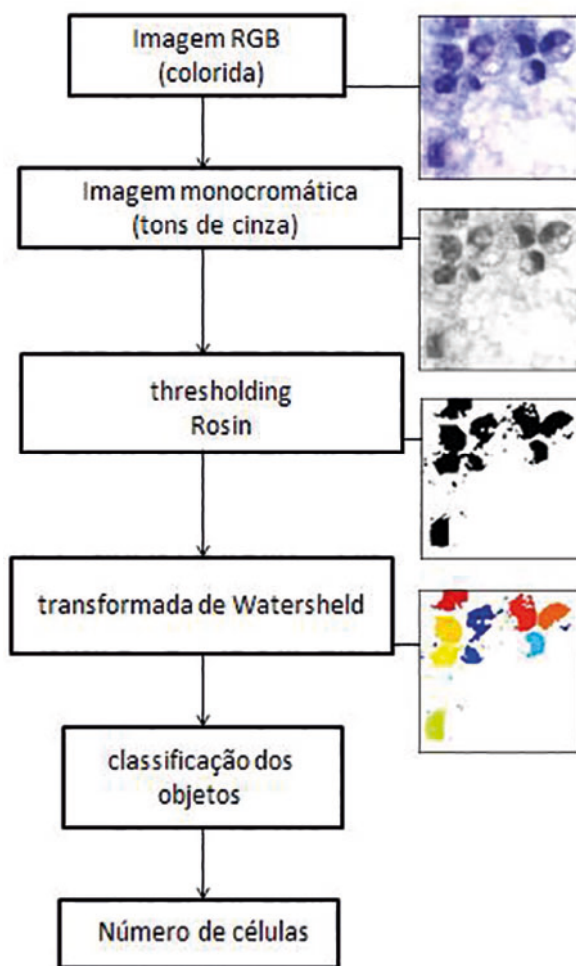 Imagem RGB
(colorida)
Imagem monocromática
(tons de cinza)
thresholding
Rosin
transformada de Watersheld
classificação dos
objetos
Número de células